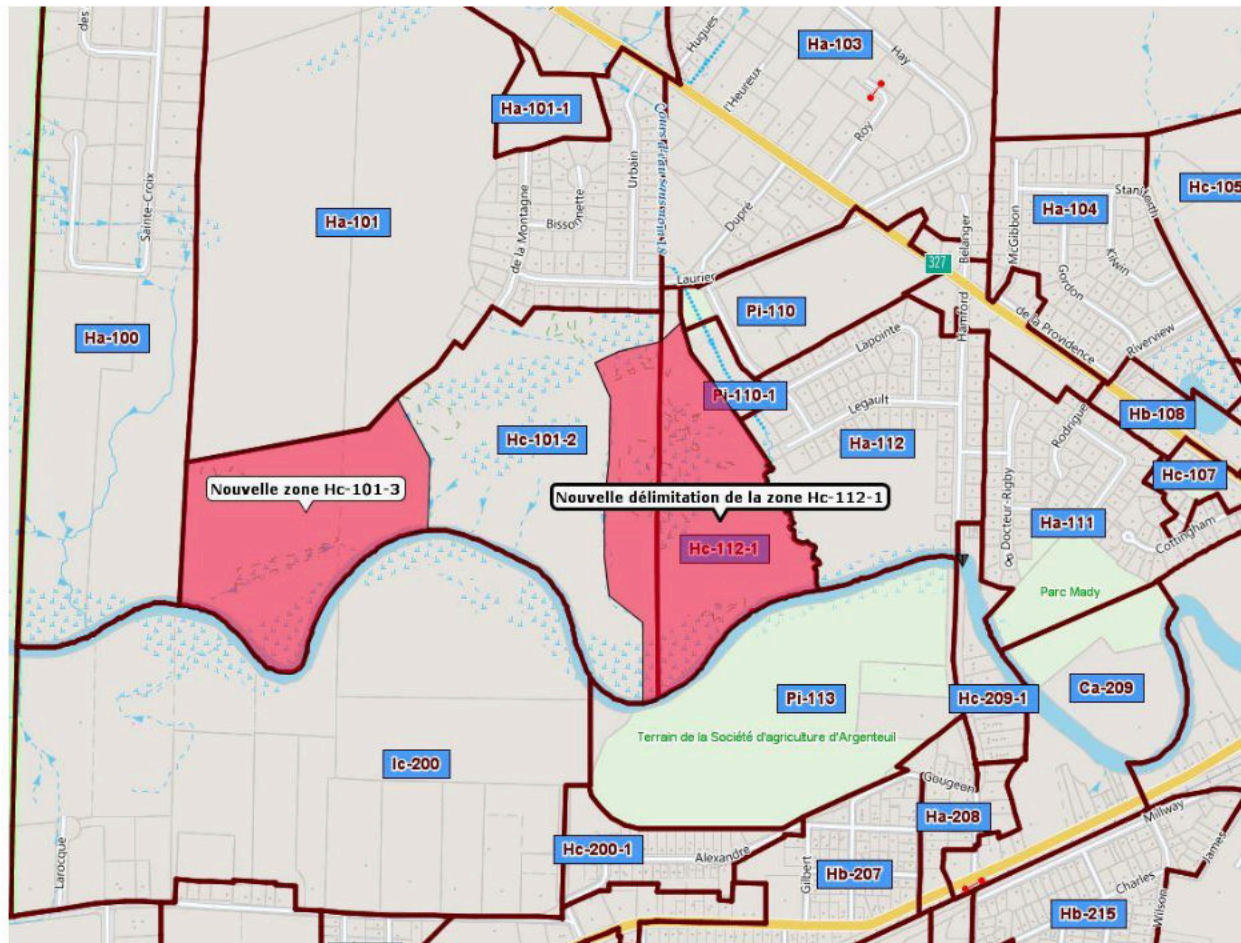 des
Hugues
Hay
Ha-103
l'Heureux
Ha-101-1
Roy
Urbain
Sainte-Croix
Ha-101
Bissonnette
de la Montagne
Dupré
Laurier
Bélanger
McGibbon
Ha-104
Hc-105
Kilwin
Gordon
327
Hamford
de la Providence
Riverview
Pi-110
Lapointe
Ha-100
Pi-110-1
Legault
Hb-108
Rodrigue
Hc-101-2
Ha-112
Hc-107
Nouvelle zone Hc-101-3
Nouvelle délimitation de la zone Hc-112-1
Docteur-Rigby
Ha-111
Cottingham
Hc-112-1
Parc Mady
Pi-113
Hc-209-1
Ca-209
Terrain de la Société d'agriculture d'Argenteuil
Ic-200
Gougeon
Ha-208
Millway
Larocque
Hc-200-1
Alexandre
Gilbert
Hb-207
Charles
James
Wilson
Hb-215